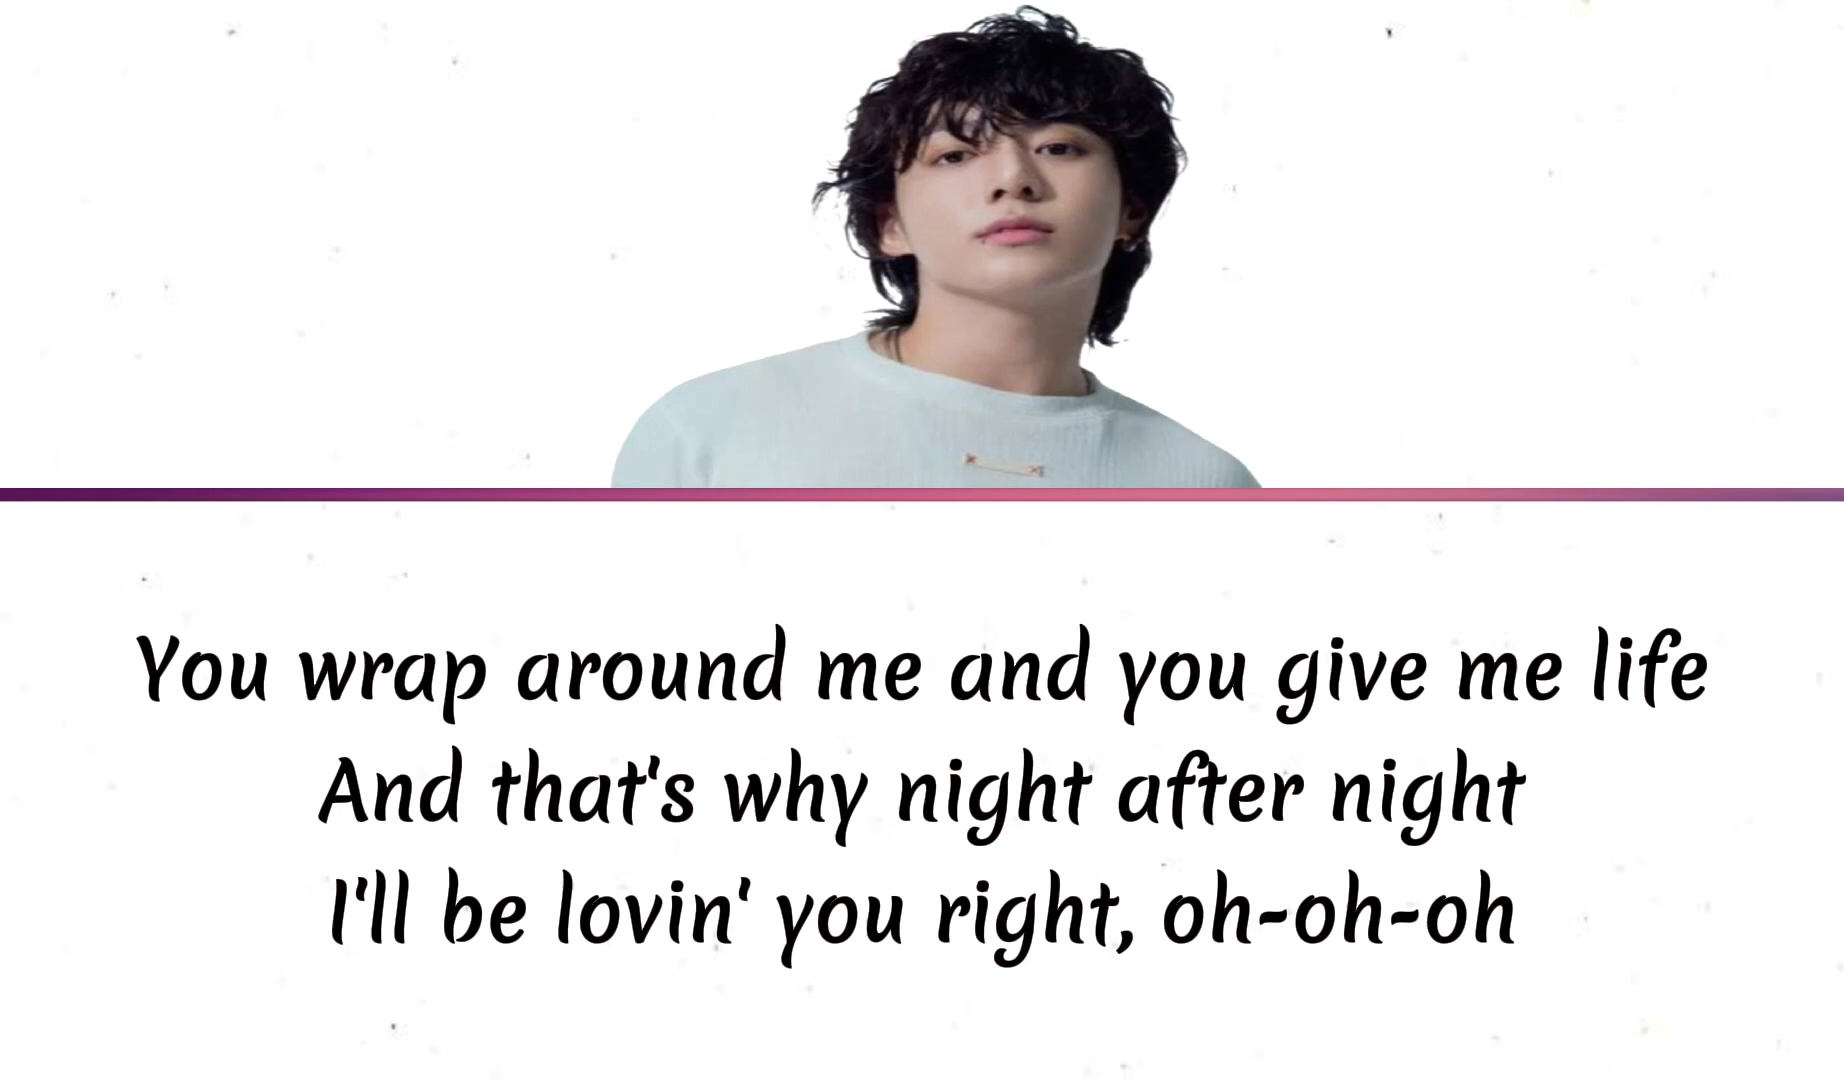 You wrap around me and you give me life
And that's why night after night
I'll be lovin' you right, oh-oh-oh